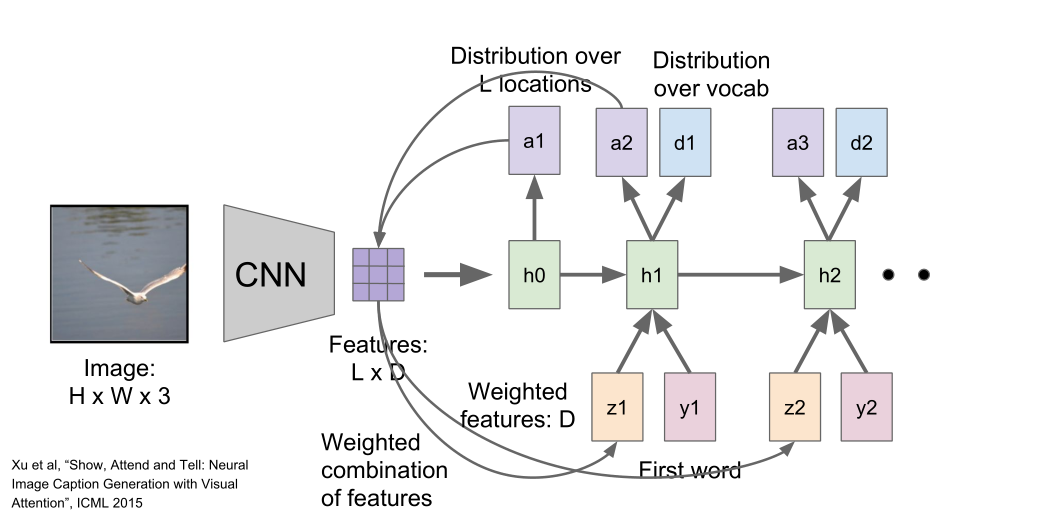 Distribution over
L locations
Distribution
over vocab
a1
a2
d1
a3
d2
CNN
h0
h1
h2
Features:
L x D
Image:
H x W x 3
Weighted
features: D
z1
y1
z2
y2
Weighted
combination
of features
First word
Xu et al, “Show, Attend and Tell: Neural
Image Caption Generation with Visual
Attention”, ICML 2015